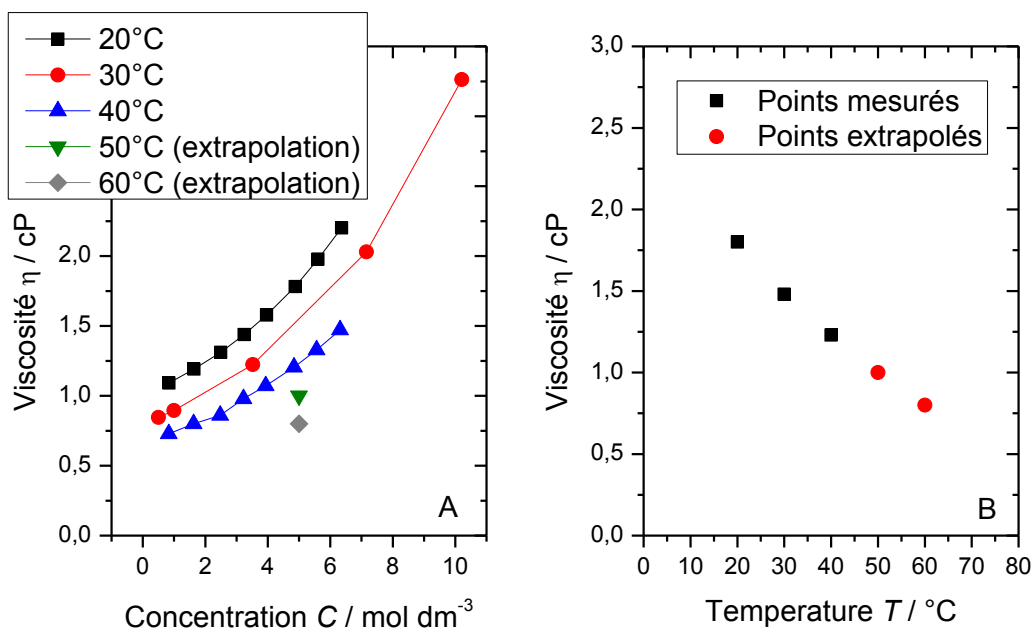 20°C
30°C
40°C
50°C (extrapolation)
60°C (extrapolation)
Viscosité η / cP
2,0
1,5
1,0
0,5
0,0
0 2 4 6 8 10
Concentration C / mol dm-3
A
Viscosité η / cP
3,0
2,5
2,0
1,5
1,0
0,5
0,0
Points mesurés
Points extrapolés
B
0 10 20 30 40 50 60 70 80
Temperature T / °C